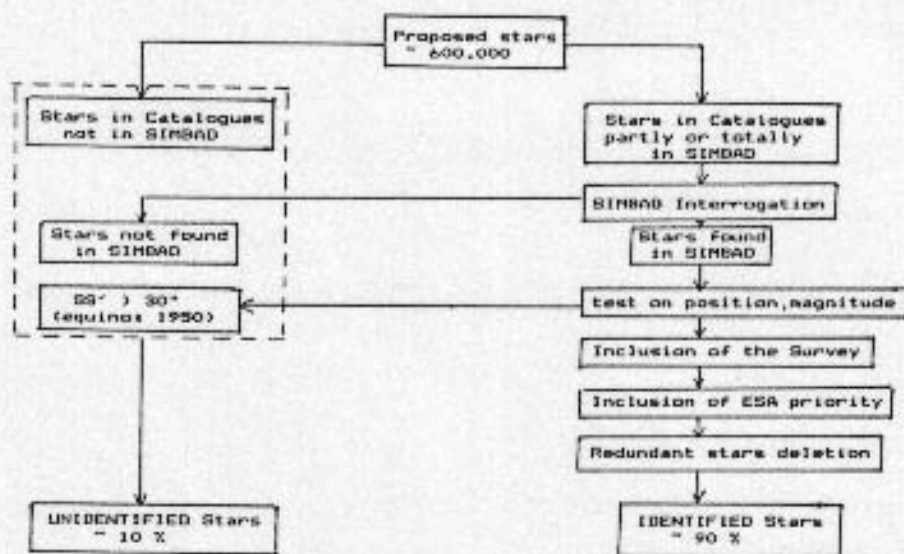 Proposed stars
~ 600.000
Stars in Catalogues
not in SIMBAD
Stars in Catalogues
partly or totally
in SIMBAD
SIMBAD Interrogation
Stars not found
in SIMBAD
Stars found
in SIMBAD
SS' > 30"
(equinox 1950)
test on position,magnitude
Inclusion of the Survey
Inclusion of ESA priority
Redundant stars deletion
UNIDENTIFIED Stars
~ 10 %
IDENTIFIED Stars
~ 90 %